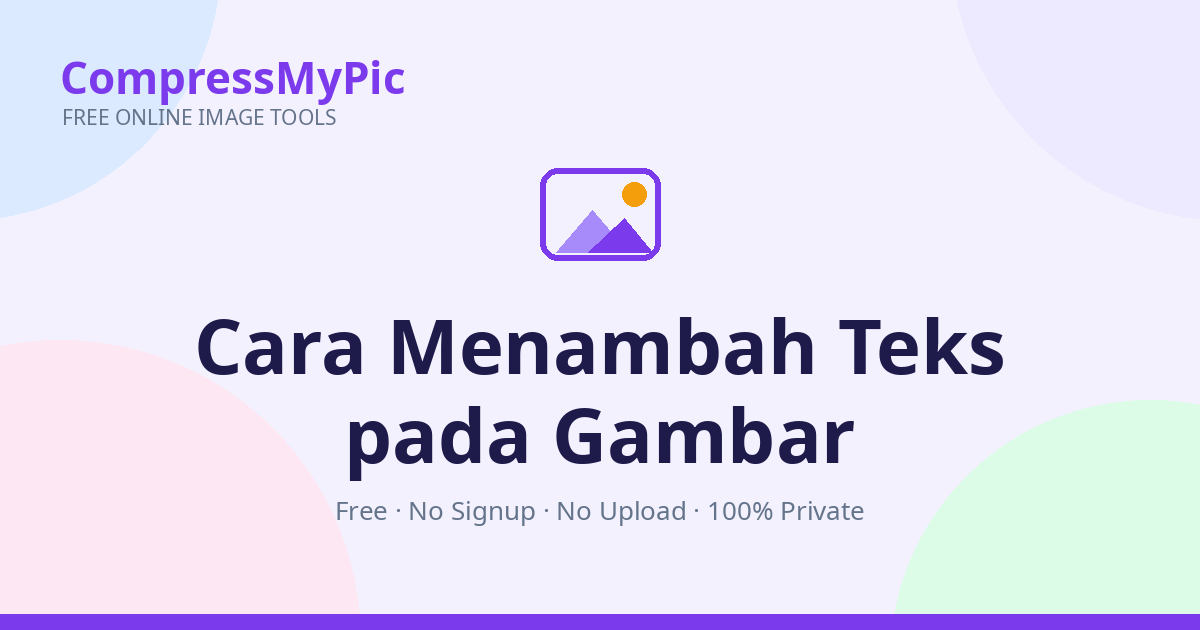 CompressMyPic
FREE ONLINE IMAGE TOOLS
Cara Menambah Teks
pada Gambar
Free · No Signup · No Upload · 100% Private